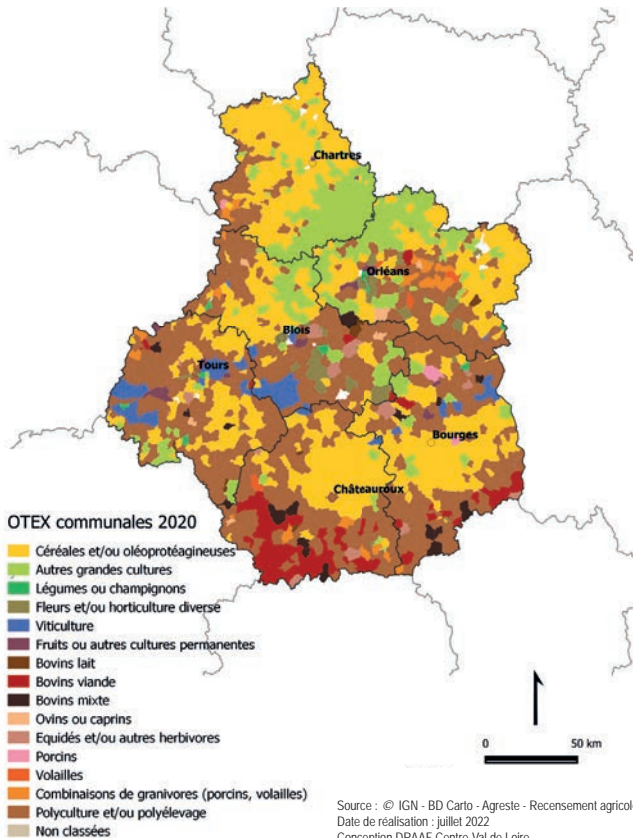 Chartres
Orléans
Blois
Tours
Bourges
Châteauroux
OTEX communales 2020
Céréales et/ou oléoprotéagineuses
Autres grandes cultures
Légumes ou champignons
Fleurs et/ou horticulture diverse
Viticulture
Fruits ou autres cultures permanentes
Bovins lait
Bovins viande
Bovins mixte
Ovins ou caprins
Equidés et/ou autres herbivores
Porcins
Volailles
Combinaisons de granivores (porcins, volailles)
Polyculture et/ou polyélevage
Non classées
0 50 km
Source : © IGN - BD Carto - Agreste - Recensement agricole
Date de réalisation : juillet 2022
Conception DRAAF Centre-Val de Loire